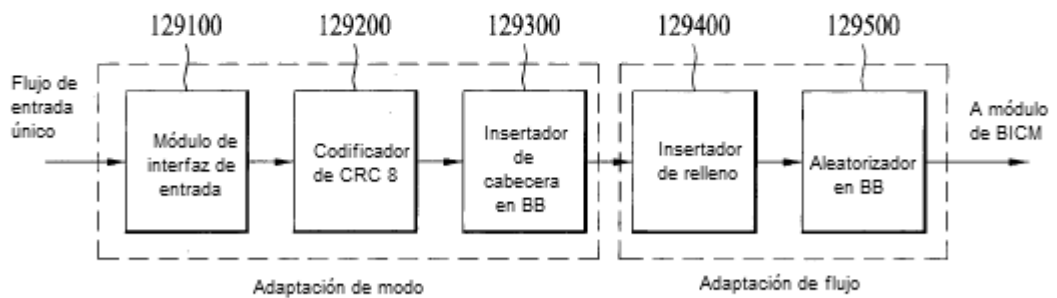 129100
129200
129300
129400
129500
Flujo de
entrada
único
Módulo de
interfaz de
entrada
Codificador
de CRC 8
Insertador
de
cabecera
en BB
Insertador
de relleno
Aleatorizador
en BB
A módulo
de BICM
Adaptación de modo
Adaptación de flujo